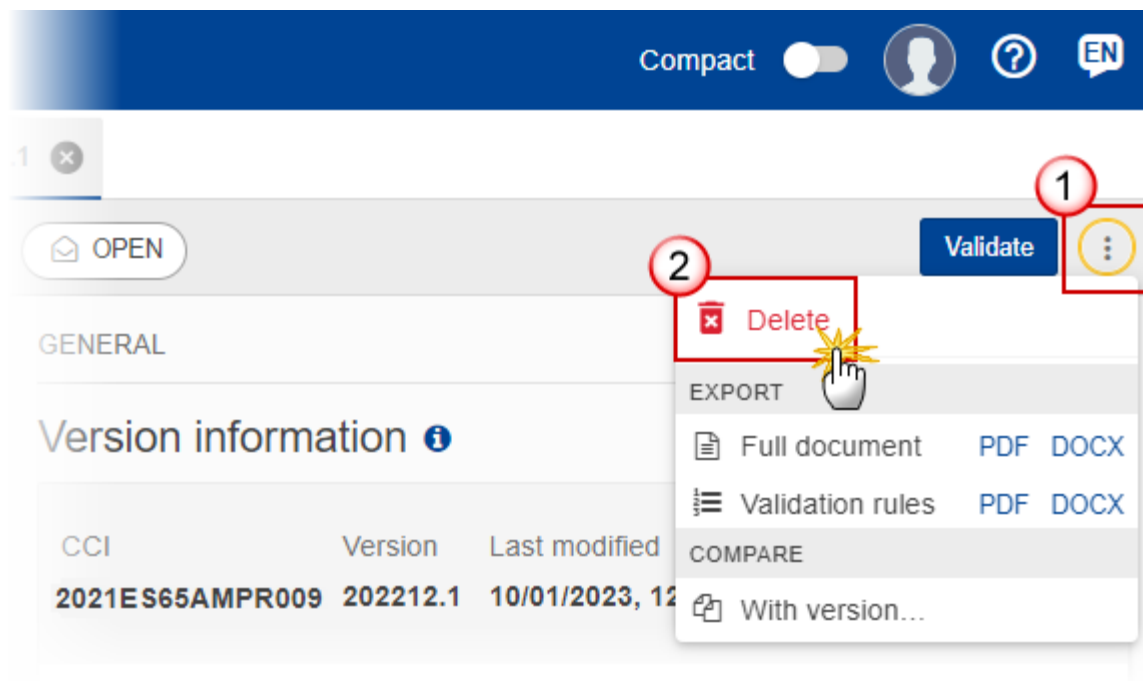 Compact EN
.1
1
OPEN Validate
2
Delete
GENERAL
EXPORT
Version information
Full document PDF DOCX
Validation rules PDF DOCX
CCI Version Last modified
COMPARE
2021ES65AMPR009 202212.1 10/01/2023, 12
With version...